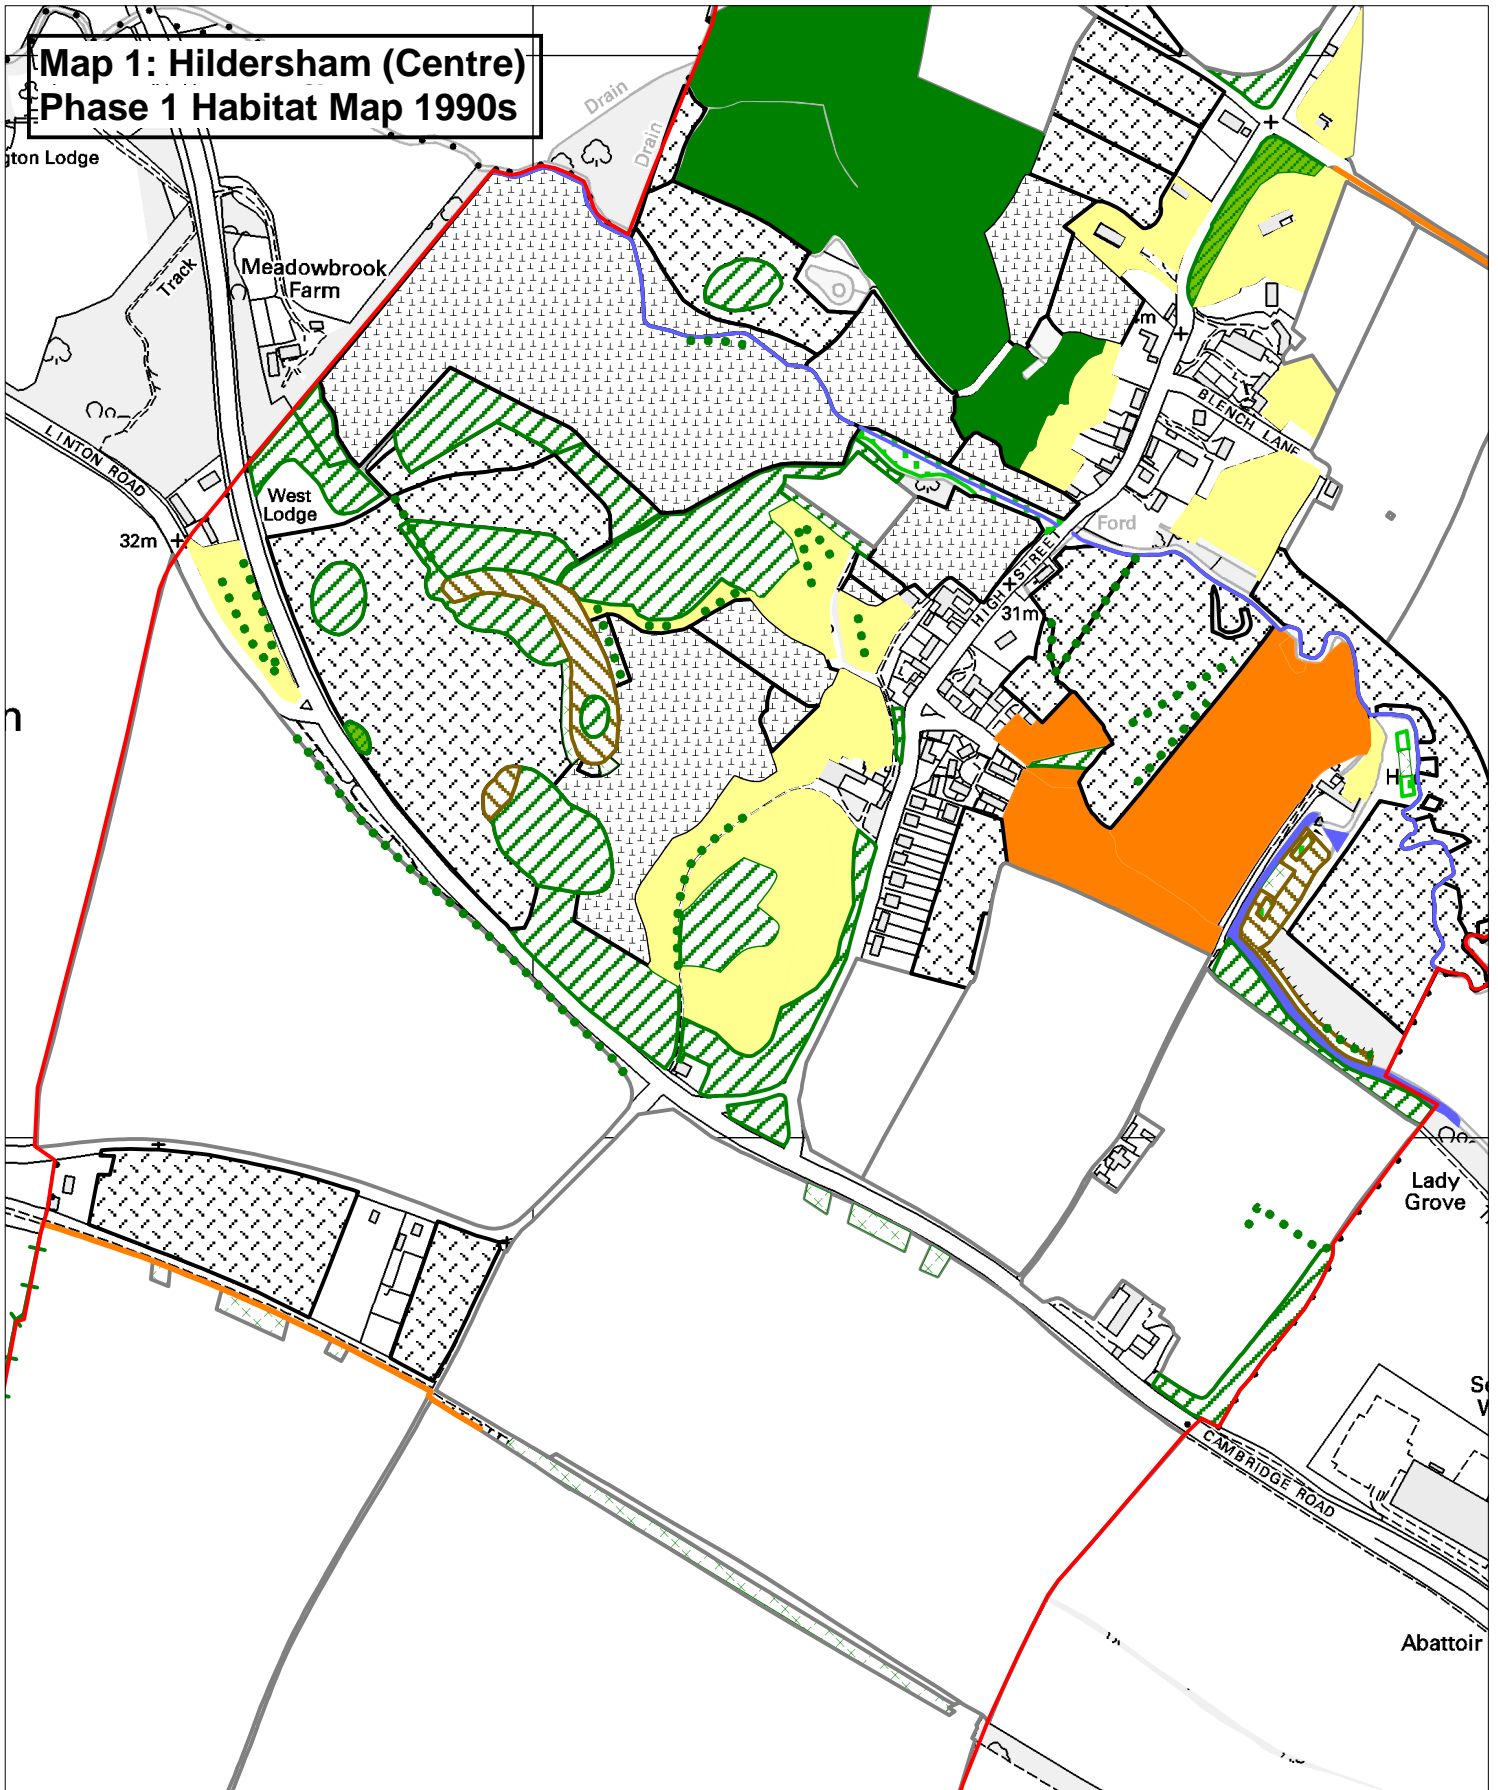 Map 1: Hildersham (Centre)
Phase 1 Habitat Map 1990s
gton Lodge
Drain
Drain
Track
Meadowbrook
Farm
LINTON ROAD
West
Lodge
32m
m
BLENCH LANE
Ford
HIGH STREET
31m
n
H
Lady
Grove
CAMBRIDGE ROAD
Abattoir